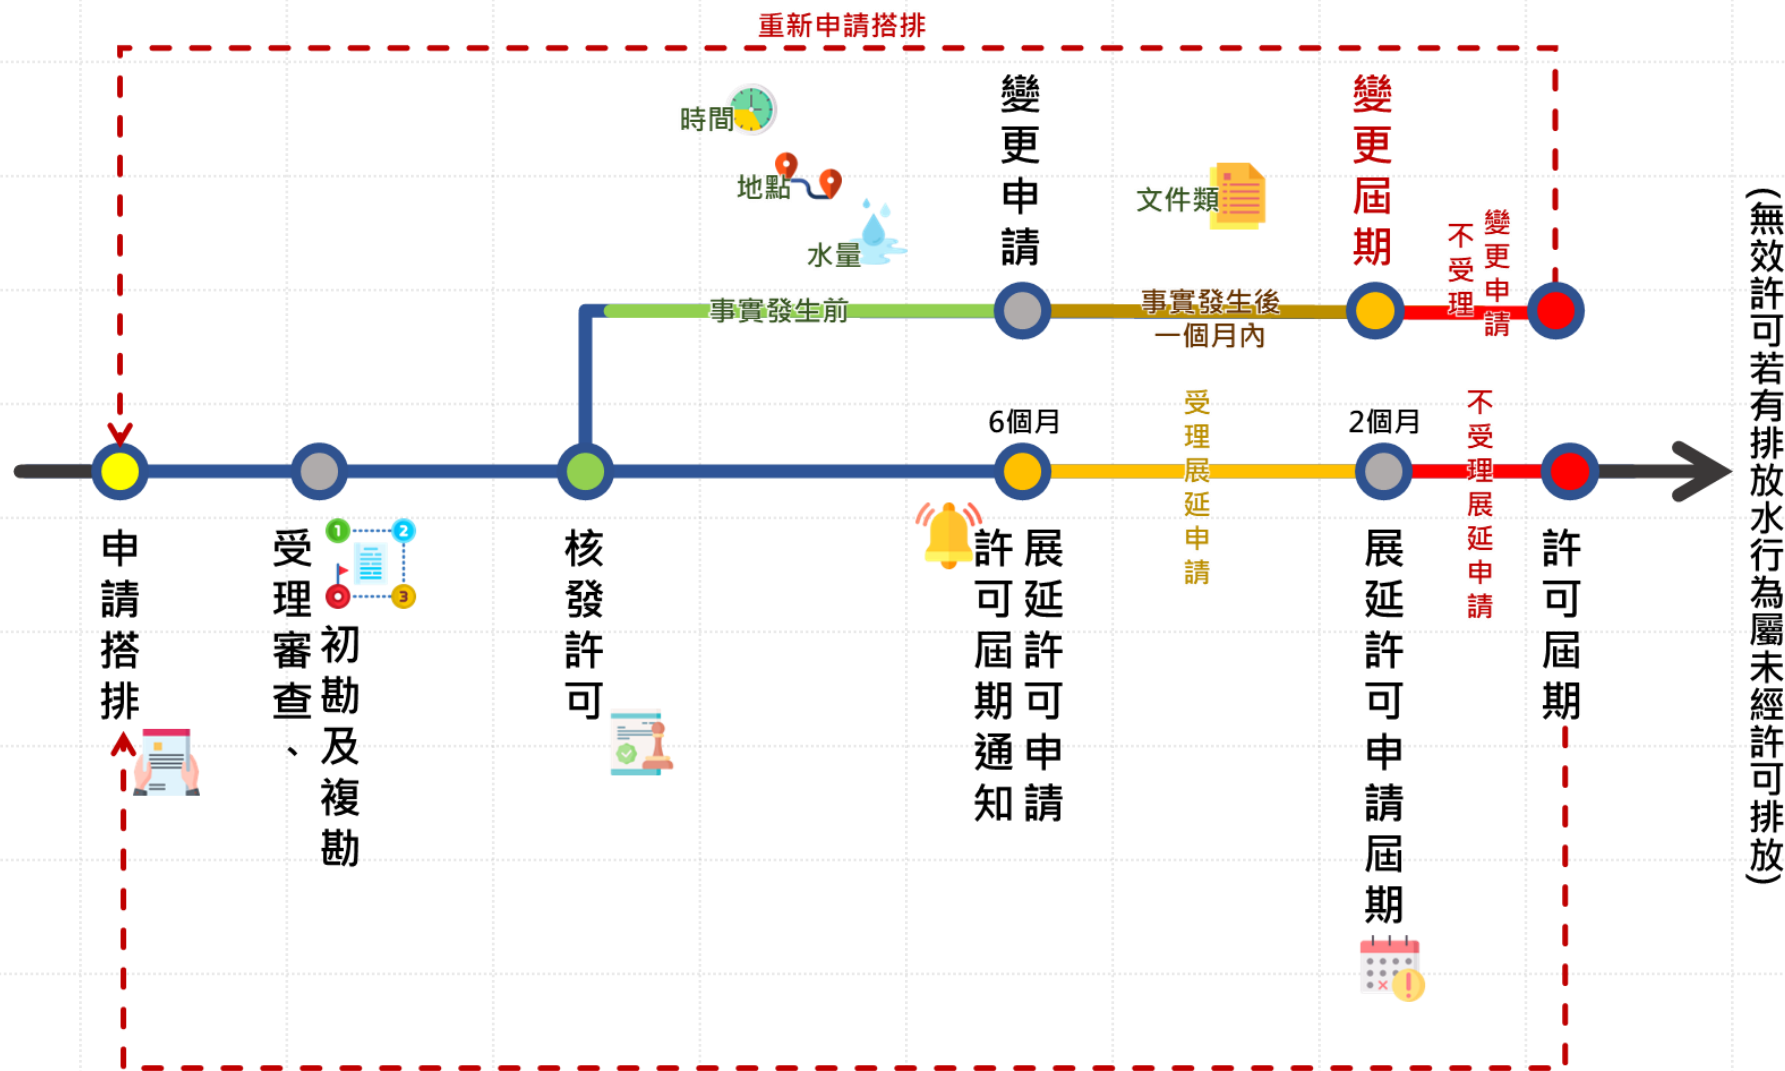 重新申請搭排
時間
地點
水量
變更申請
文件類
變更屆期
不受理
變更申請
事實發生前
事實發生後
一個月內
6個月
受理展延申請
2個月
不受理展延申請
申請搭排
受理審查、
初勘及複勘
1
2
3
核發許可
許可屆期通知
展延許可申請
展延許可申請屆期
許可屆期
(無效許可若有排放水行為屬未經許可排放)